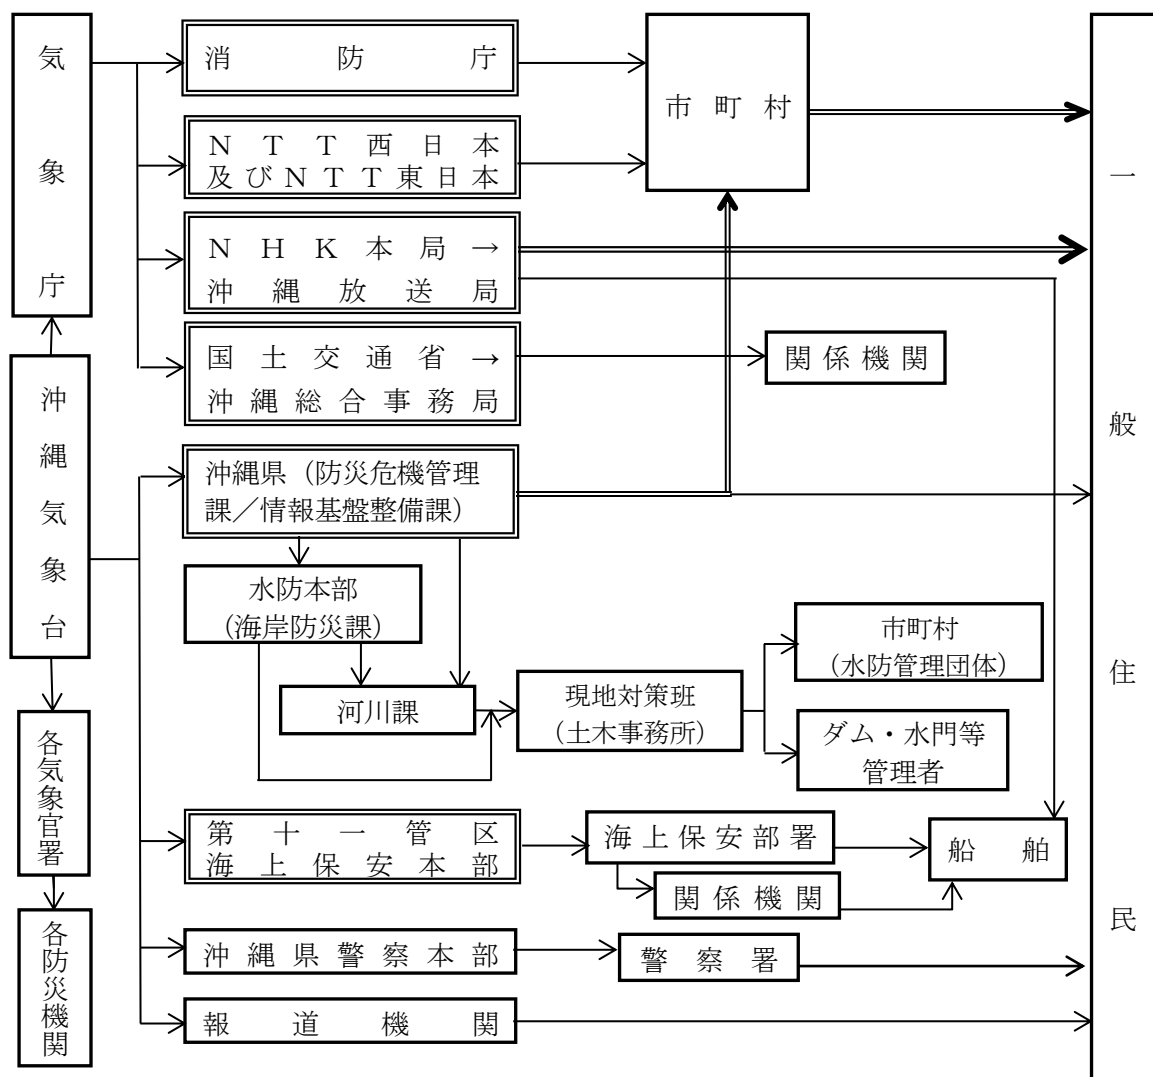 気象庁
消防庁
市町村
NTT西日本
及びNTT東日本
NHK本局→
沖縄放送局
国土交通省→
沖縄総合事務局
関係機関
沖縄気象台
沖縄県（防災危機管理
課／情報基盤整備課）
水防本部
（海岸防災課）
河川課
現地対策班
（土木事務所）
市町村
（水防管理団体）
ダム・水門等
管理者
各気象官署
第十一管区
海上保安本部
海上保安部署
関係機関
船舶
各防災機関
沖縄県警察本部
警察署
報道機関
一般住民